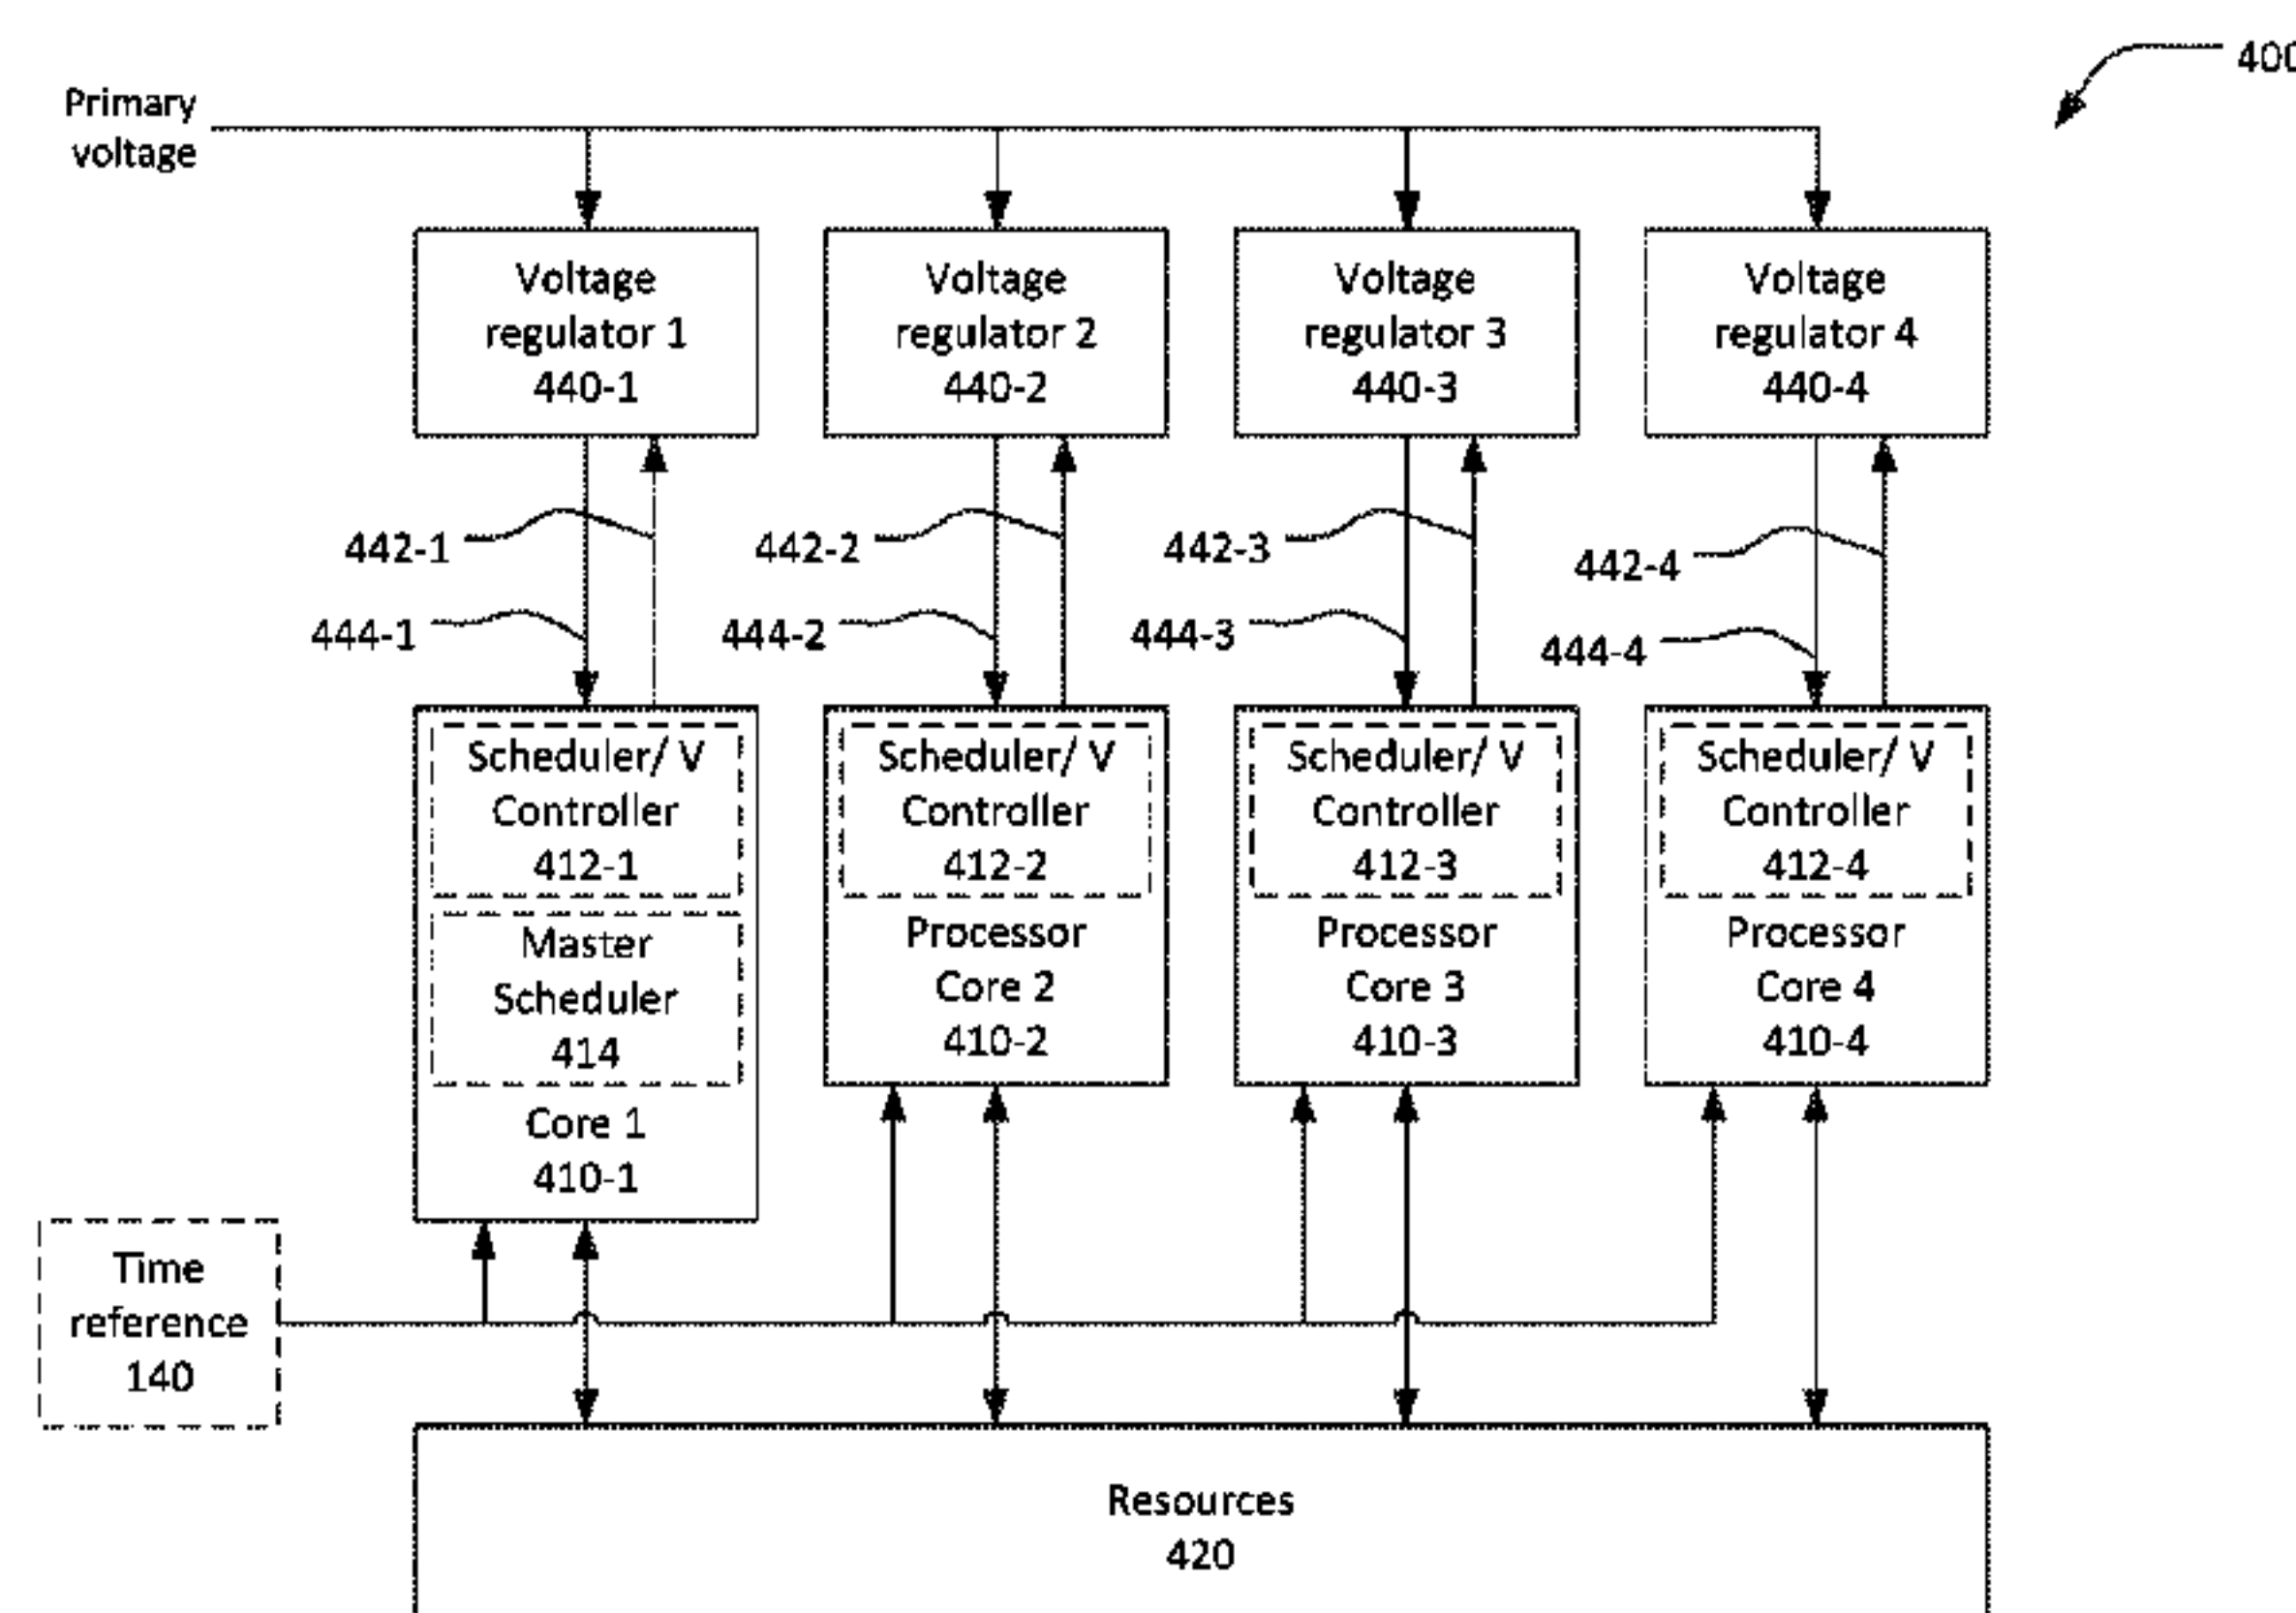 400
Primary
voltage
Voltage
regulator 1
440-1
Voltage
regulator 2
440-2
Voltage
regulator 3
440-3
Voltage
regulator 4
440-4
442-1
442-2
442-3
442-4
444-1
444-2
444-3
444-4
Scheduler/ V
Controller
412-1
Master
Scheduler
414
Core 1
410-1
Scheduler/ V
Controller
412-2
Processor
Core 2
410-2
Scheduler/ V
Controller
412-3
Processor
Core 3
410-3
Scheduler/ V
Controller
412-4
Processor
Core 4
410-4
Time
reference
140
Resources
420